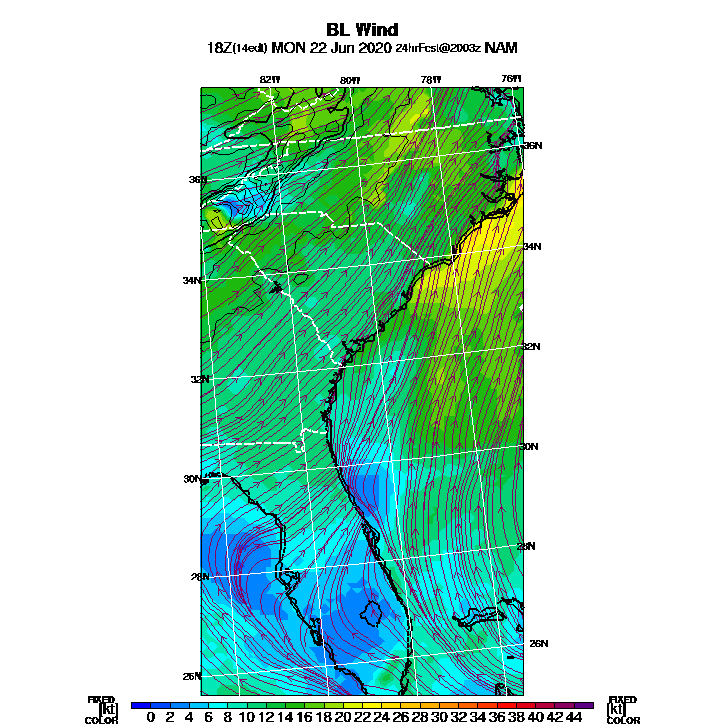 BL Wind
18Z(14edt) MON 22 Jun 2020 24hrFcst@2003z NAM
82W 80W 78W 76W
36N
36N
34N
34N
32N
32N
30N
30N
28N
28N
26N
26N
FIXED FIXED
[kt] 0 2 4 6 8 10 12 14 16 18 20 22 24 26 28 30 32 34 36 38 40 42 44 [kt]
COLOR COLOR